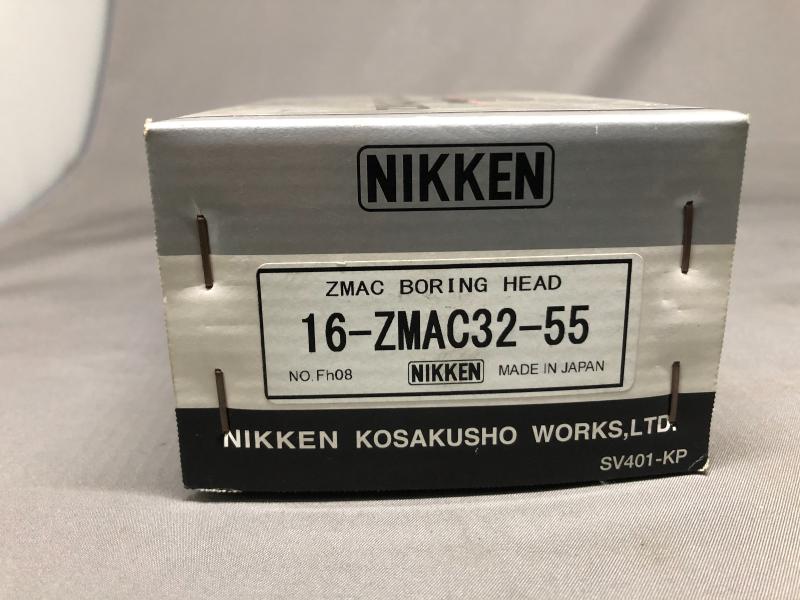 NIKKEN
ZMAC BORING HEAD
16-ZMAC32-55
NO.Fh08 NIKKEN MADE IN JAPAN
NIKKEN KOSAKUSHO WORKS,LTD.
SV401-KP